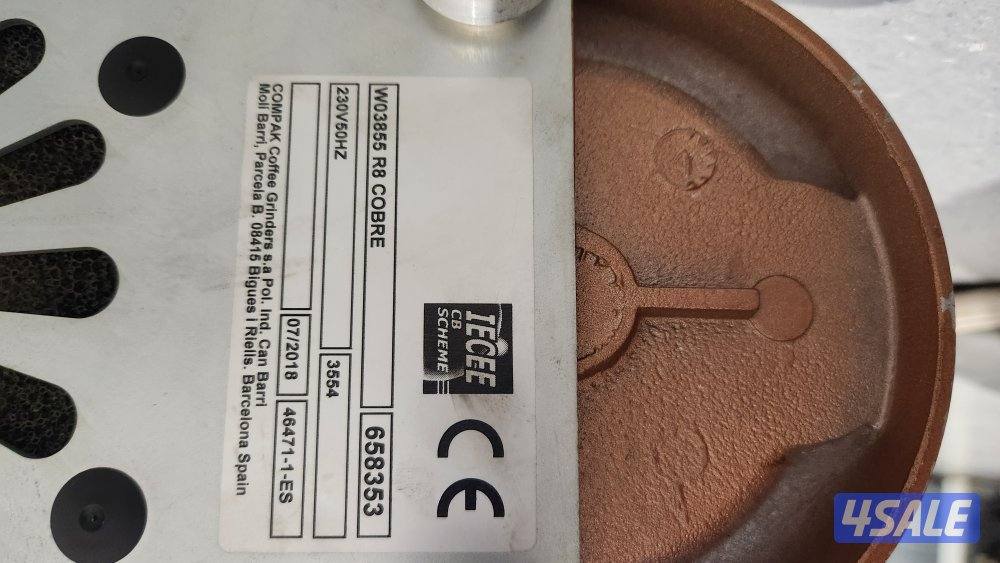 IECEE
CB
SCHEME
CE
W03855 R8 COBRE
658353
230V50HZ
3554
07/2018
46471-1-ES
COMPAK Coffee Grinders s.a Pol. Ind. Can Barri
Molí Barri, Parcela B. 08415 Bigues i Riells. Barcelona Spain
4SALE